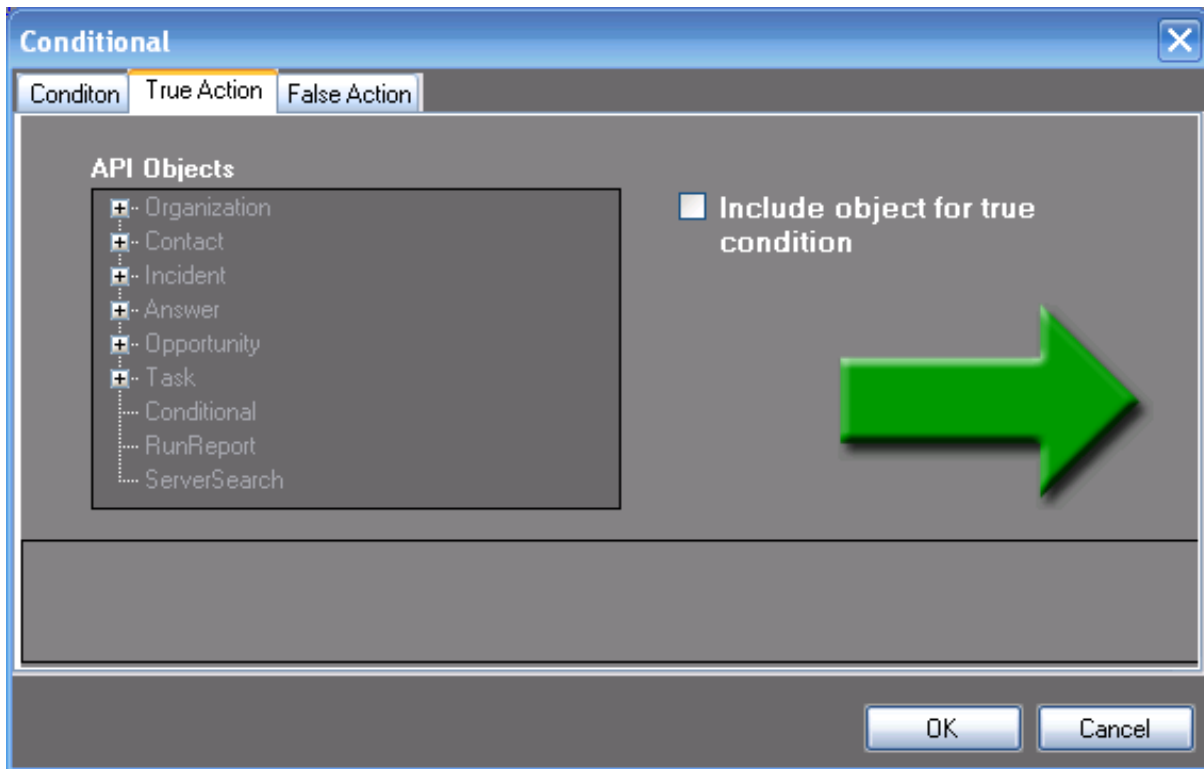 Conditional
Conditon True Action False Action
API Objects
Organization
Contact
Incident
Answer
Opportunity
Task
Conditional
RunReport
ServerSearch
Include object for true
condition
OK Cancel